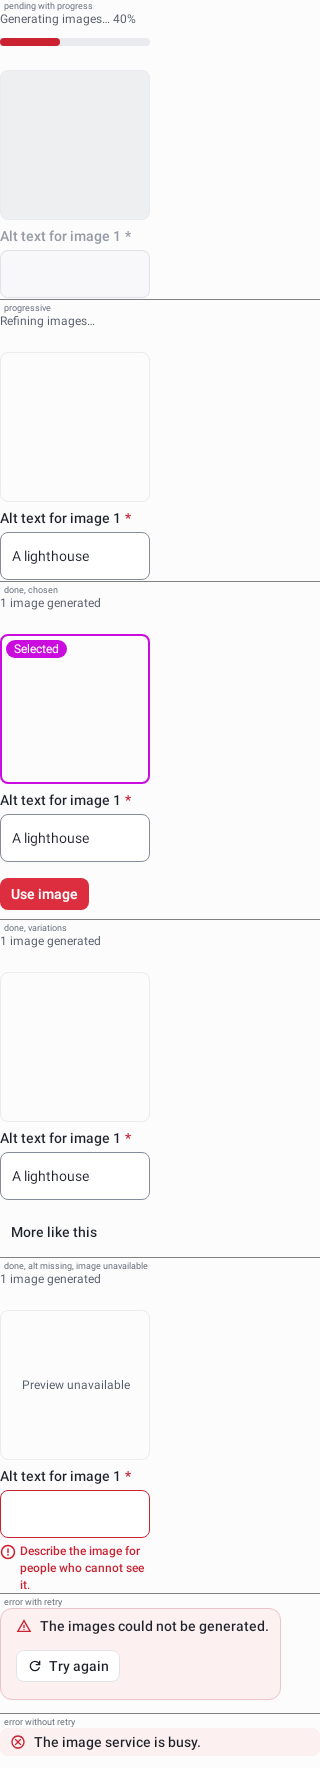 pending with progress
Generating images... 40%
Alt text for image 1 *
progressive
Refining images...
Alt text for image 1 *
A lighthouse
done, chosen
1 image generated
Selected
Alt text for image 1 *
A lighthouse
Use image
done, variations
1 image generated
Alt text for image 1 *
A lighthouse
More like this
done, alt missing, image unavailable
1 image generated
Preview unavailable
Alt text for image 1 *
Describe the image for
people who cannot see
it.
error with retry
The images could not be generated.
Try again
error without retry
The image service is busy.